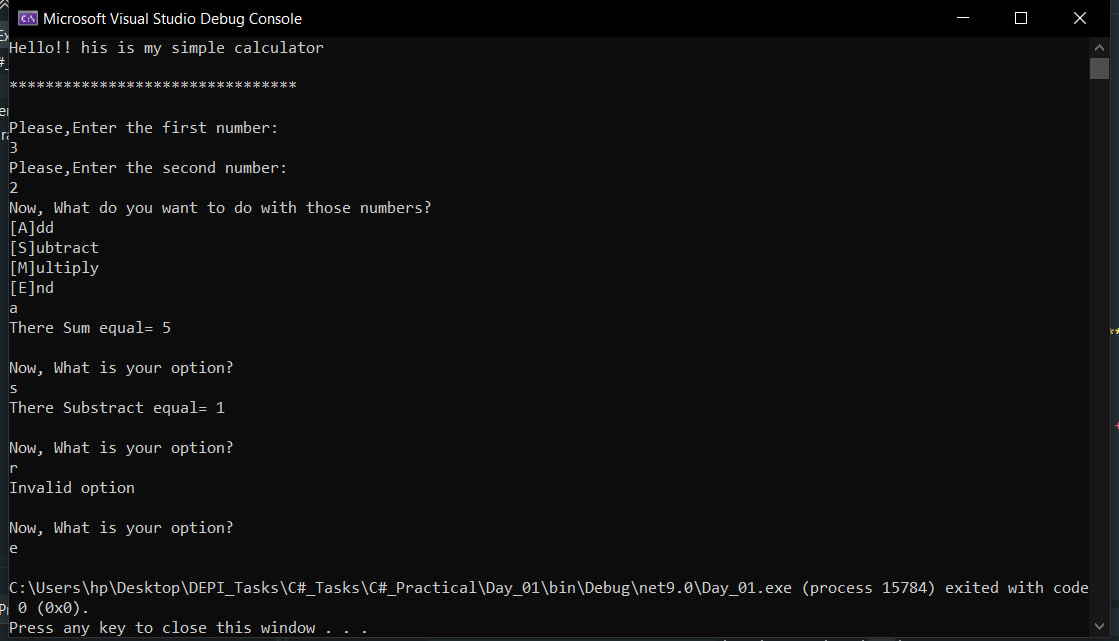 Microsoft Visual Studio Debug Console
Hello!! his is my simple calculator
********************************
Please,Enter the first number:
3
Please,Enter the second number:
2
Now, What do you want to do with those numbers?
[A]dd
[S]ubtract
[M]ultiply
[E]nd
a
There Sum equal= 5
Now, What is your option?
s
There Substract equal= 1
Now, What is your option?
r
Invalid option
Now, What is your option?
e
C:\Users\hp\Desktop\DEPI_Tasks\C#_Tasks\C#_Practical\Day_01\bin\Debug\net9.0\Day_01.exe (process 15784) exited with code
0 (0x0).
Press any key to close this window . . .